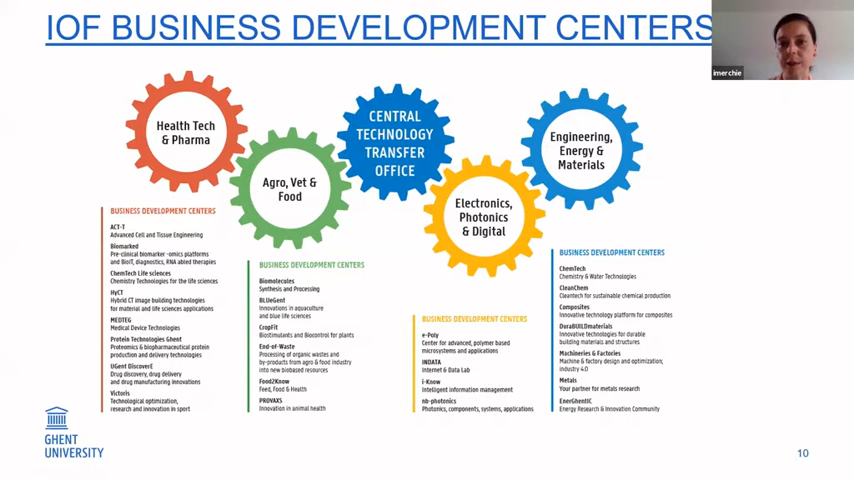 IOF BUSINESS DEVELOPMENT CENTERS
imerchie
Health Tech
& Pharma
Agro, Vet &
Food
CENTRAL
TECHNOLOGY
TRANSFER
OFFICE
Electronics,
Photonics
& Digital
Engineering,
Energy &
Materials
BUSINESS DEVELOPMENT CENTERS
ACT-T
Advanced Cell and Tissue Engineering
Biomarked
Pre-clinical biomarker -omics platforms
and BioIT, diagnostics, RNA abled therapies
ChemTech Life sciences
Chemistry Technologies for the life sciences
HyCT
Hybrid CT image building technologies
for material and life sciences applications
MEDTEG
Medical Device Technologies
Protein Technologies Ghent
Proteomics & biopharmaceutical protein
production and delivery technologies
UGent DiscoverE
Drug discovery, drug delivery
and drug manufacturing innovations
Victoris
Technological optimization,
research and innovation in sport
BUSINESS DEVELOPMENT CENTERS
Biomolecules
Synthesis and Processing
BLUeGent
Innovations in aquaculture
and blue life sciences
CropFit
Biostimulants and Biocontrol for plants
End-of-Waste
Processing of organic wastes and
by-products from agro & food industry
into new biobased resources
Food2Know
Feed, Food & Health
PROVAXS
Innovation in animal health
BUSINESS DEVELOPMENT CENTERS
e-Poly
Center for advanced, polymer based
microsystems and applications
INDATA
Internet & Data Lab
i-Know
Intelligent information management
nb-photonics
Photonics, components, systems, applications
BUSINESS DEVELOPMENT CENTERS
ChemTech
Chemistry & Water Technologies
CleanChem
Cleantech for sustainable chemical production
Composites
Innovative technology platform for composites
DuraBUILDmaterials
Innovative technologies for durable
building materials and structures
Machineries & Factories
Machine & factory design and optimization;
industry 4.0
Metals
Your partner for metals research
EnerGhentIC
Energy Research & Innovation Community
GHENT
UNIVERSITY
10